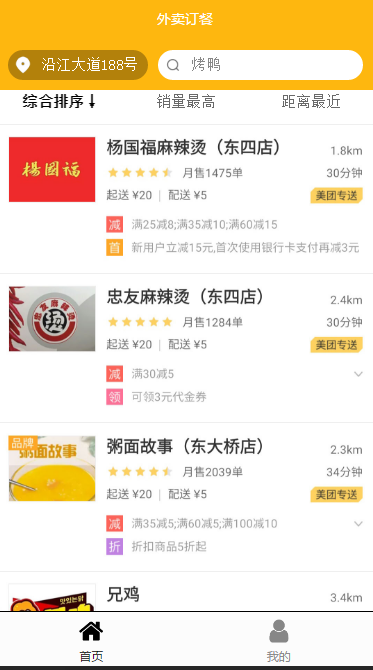 外卖订餐
沿江大道188号
烤鸭
综合排序
销量最高
距离最近
楊國福
杨国福麻辣烫（东四店）
1.8km
月售1475单
30分钟
起送 ¥20 | 配送 ¥5
美团专送
减 满25减8;满35减10;满60减15
首 新用户立减15元,首次使用银行卡支付再减3元
忠友麻辣烫（东四店）
2.4km
月售1284单
30分钟
起送 ¥20 | 配送 ¥5
美团专送
减 满30减5
领 可领3元代金券
品牌
粥面故事
粥面故事（东大桥店）
2.3km
月售2039单
34分钟
起送 ¥20 | 配送 ¥5
美团专送
减 满35减5;满60减5;满100减10
折 折扣商品5折起
兄鸡
3.4km
首页
我的